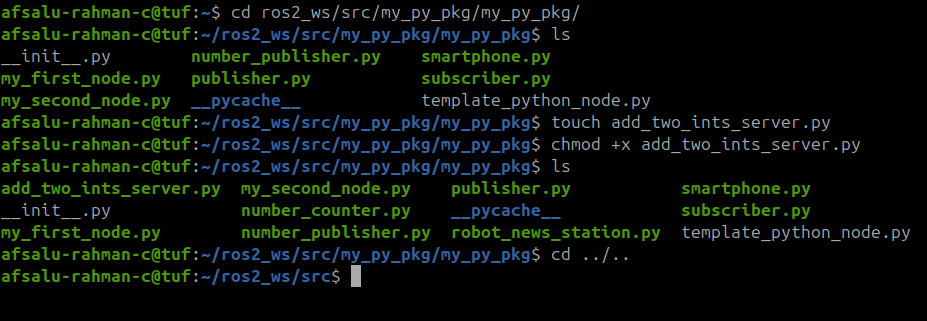 afsalu-rahman-c@tuf:~$ cd ros2_ws/src/my_py_pkg/my_py_pkg/
afsalu-rahman-c@tuf:~/ros2_ws/src/my_py_pkg/my_py_pkg$ ls
__init__.py number_publisher.py smartphone.py
my_first_node.py publisher.py subscriber.py
my_second_node.py __pycache__ template_python_node.py
afsalu-rahman-c@tuf:~/ros2_ws/src/my_py_pkg/my_py_pkg$ touch add_two_ints_server.py
afsalu-rahman-c@tuf:~/ros2_ws/src/my_py_pkg/my_py_pkg$ chmod +x add_two_ints_server.py
afsalu-rahman-c@tuf:~/ros2_ws/src/my_py_pkg/my_py_pkg$ ls
add_two_ints_server.py my_second_node.py publisher.py smartphone.py
__init__.py number_counter.py __pycache__ subscriber.py
my_first_node.py number_publisher.py robot_news_station.py template_python_node.py
afsalu-rahman-c@tuf:~/ros2_ws/src/my_py_pkg/my_py_pkg$ cd ../..
afsalu-rahman-c@tuf:~/ros2_ws/src$